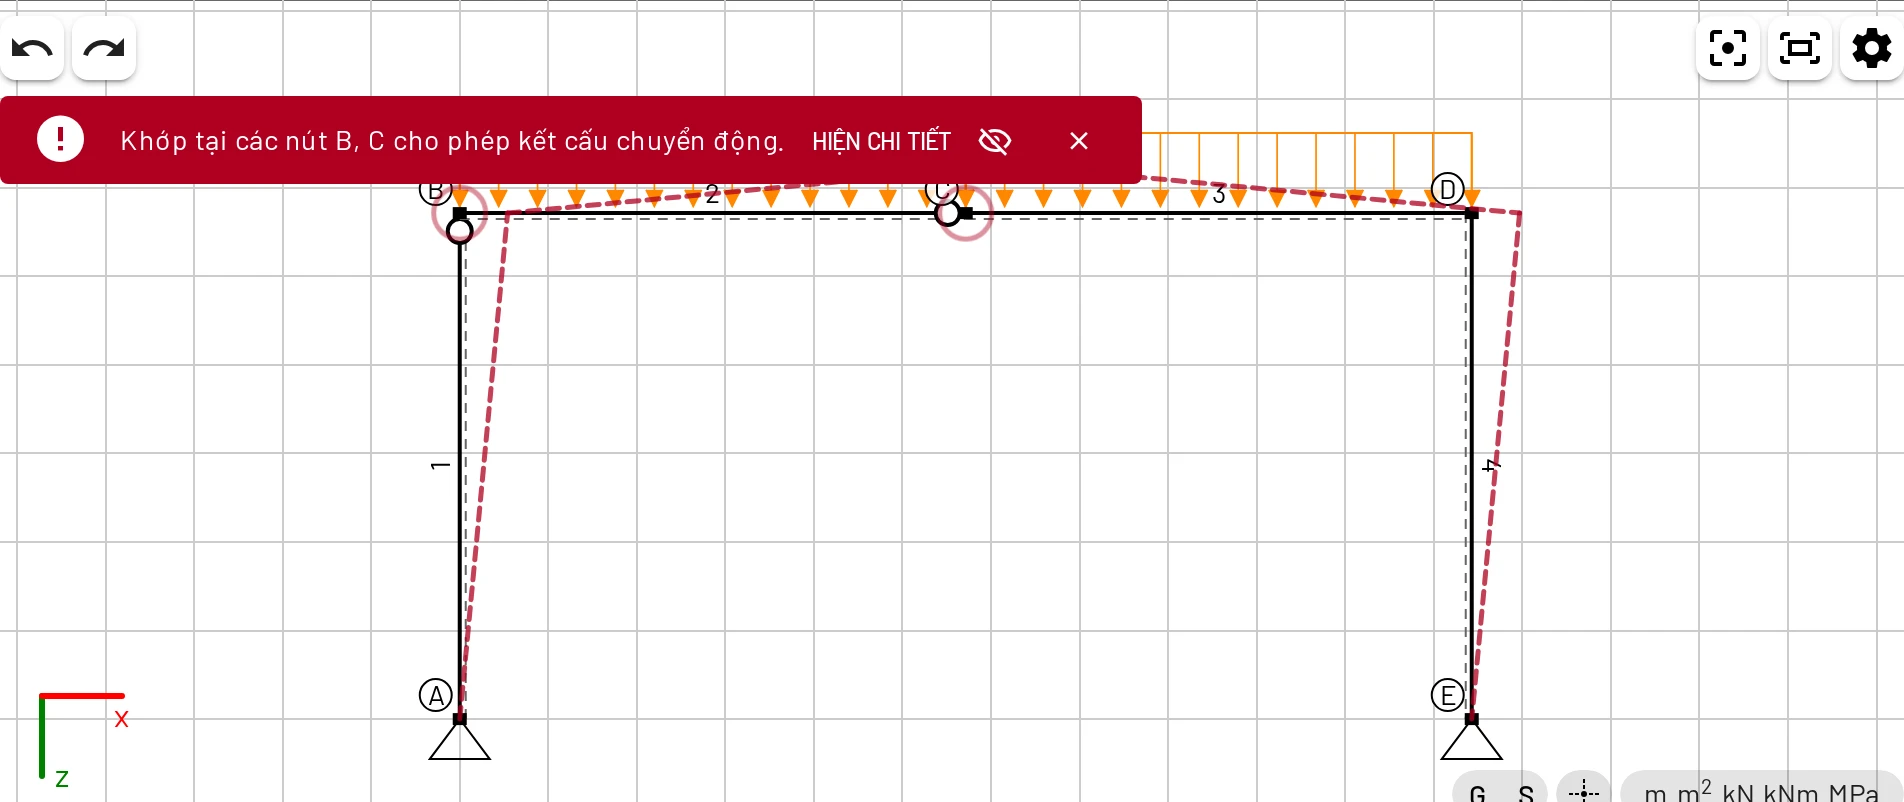 ! Khớp tại các nút B, C cho phép kết cấu chuyển động. HIỆN CHI TIẾT
B 2 C 3 D
1 4
A E
x
z
G S m m² kN kNm MPa